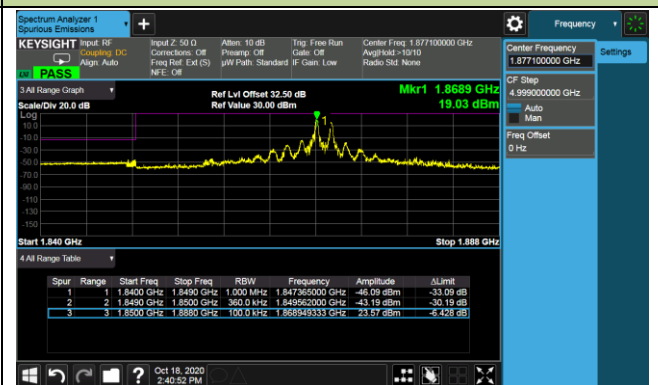 Spectrum Analyzer 1
Spurious Emissions
Frequency
KEYSIGHT Input: RF
Coupling: DC
Align: Auto
Input Z: 50 Ω
Corrections: Off
Freq Ref: Ext (S)
NFE: Off
Atten: 10 dB
Preamp: Off
µW Path: Standard
Trig: Free Run
Gate: Off
IF Gain: Low
Center Freq: 1.877100000 GHz
Avg|Hold:>10/10
Radio Std: None
PASS
Center Frequency
1.877100000 GHz
Settings
CF Step
4.999000000 GHz
Auto
Man
Freq Offset
0 Hz
3 All Range Graph
Scale/Div 20.0 dB
Ref Lvl Offset 32.50 dB
Ref Value 30.00 dBm
Mkr1 1.8689 GHz
19.03 dBm
Log
10.0
-10.0
-30.0
-50.0
-70.0
-90.0
-110
-130
-150
1
Start 1.840 GHz
Stop 1.888 GHz
4 All Range Table
Spur Range Start Freq Stop Freq RBW Frequency Amplitude ΔLimit
1 1 1.8400 GHz 1.8490 GHz 1.000 MHz 1.847365000 GHz -46.09 dBm -33.09 dB
2 2 1.8490 GHz 1.8500 GHz 360.0 kHz 1.849562000 GHz -43.19 dBm -30.19 dB
3 3 1.8500 GHz 1.8880 GHz 100.0 kHz 1.868949333 GHz 23.57 dBm -6.428 dB
Oct 18, 2020
2:40:52 PM